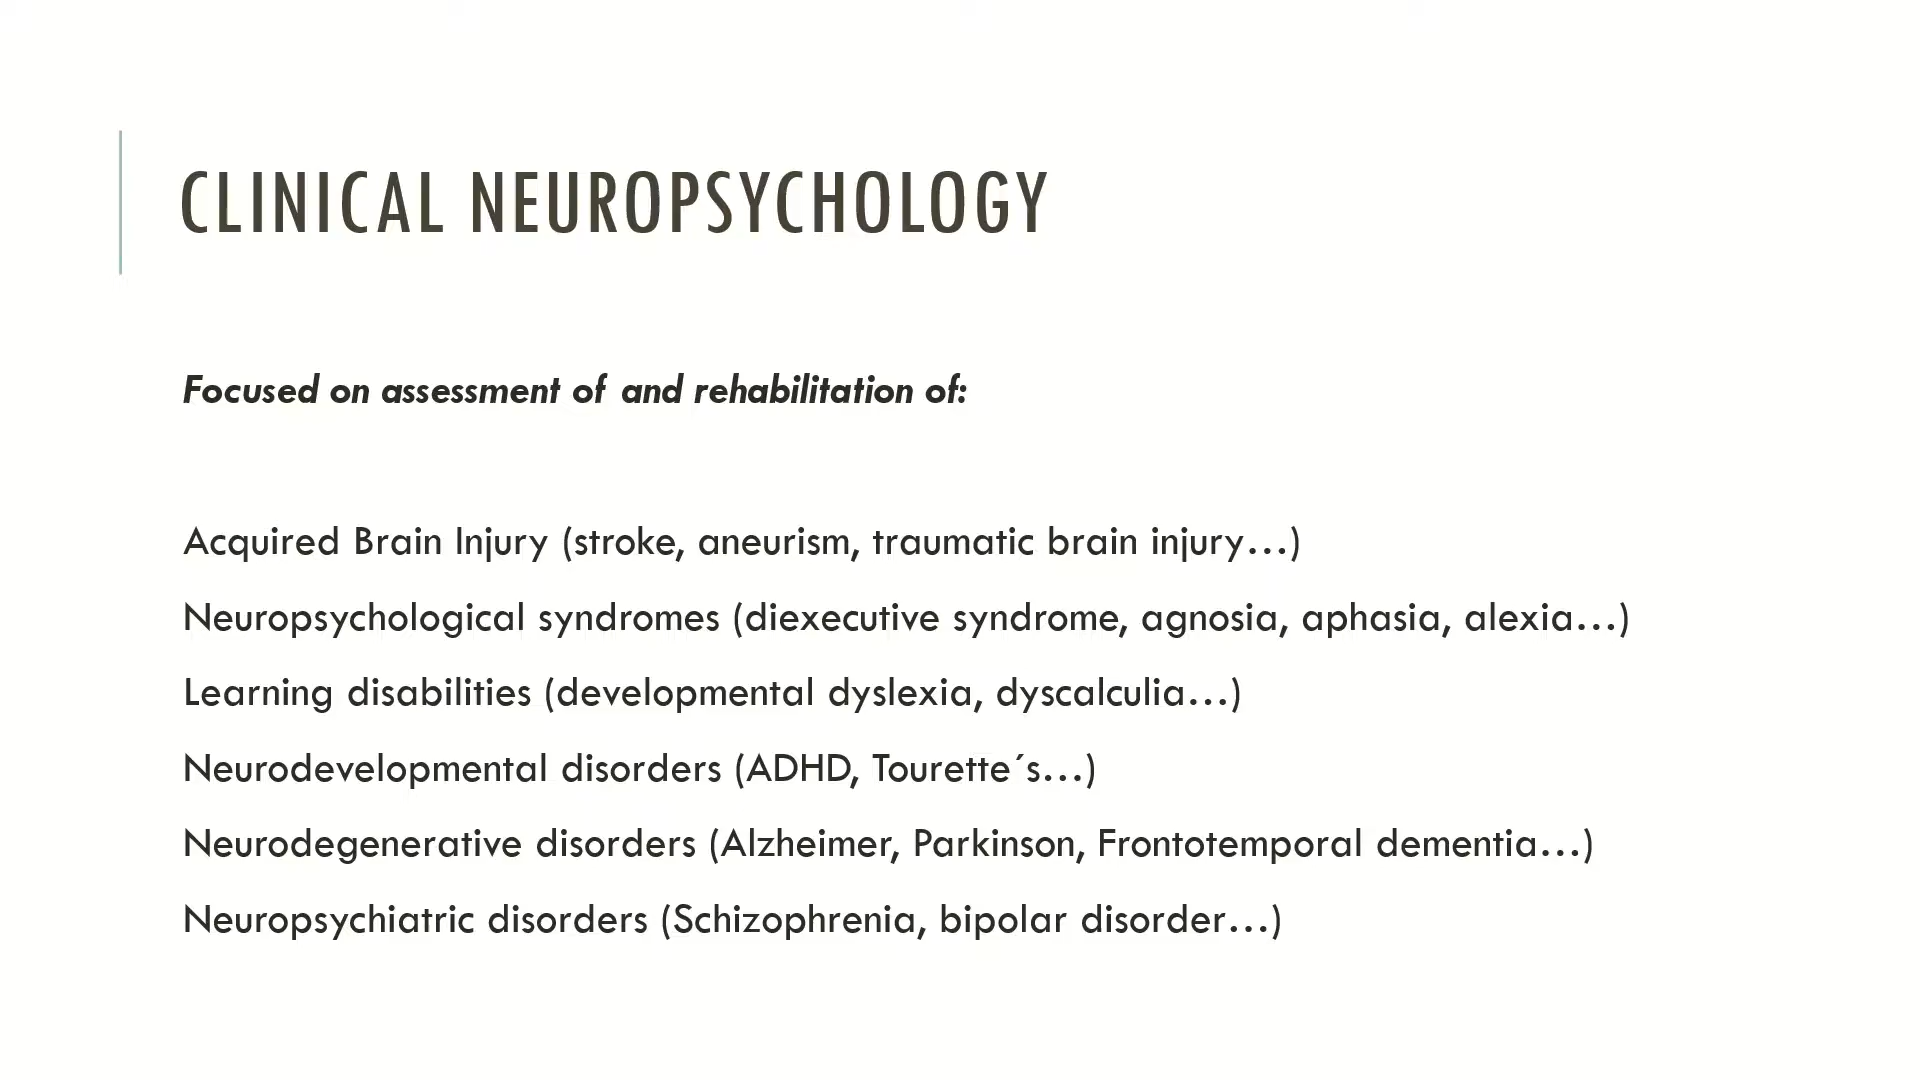 CLINICAL NEUROPSYCHOLOGY
Focused on assessment of and rehabilitation of:
Acquired Brain Injury (stroke, aneurism, traumatic brain injury...)
Neuropsychological syndromes (diexecutive syndrome, agnosia, aphasia, alexia...)
Learning disabilities (developmental dyslexia, dyscalculia...)
Neurodevelopmental disorders (ADHD, Tourette´s...)
Neurodegenerative disorders (Alzheimer, Parkinson, Frontotemporal dementia...)
Neuropsychiatric disorders (Schizophrenia, bipolar disorder...)